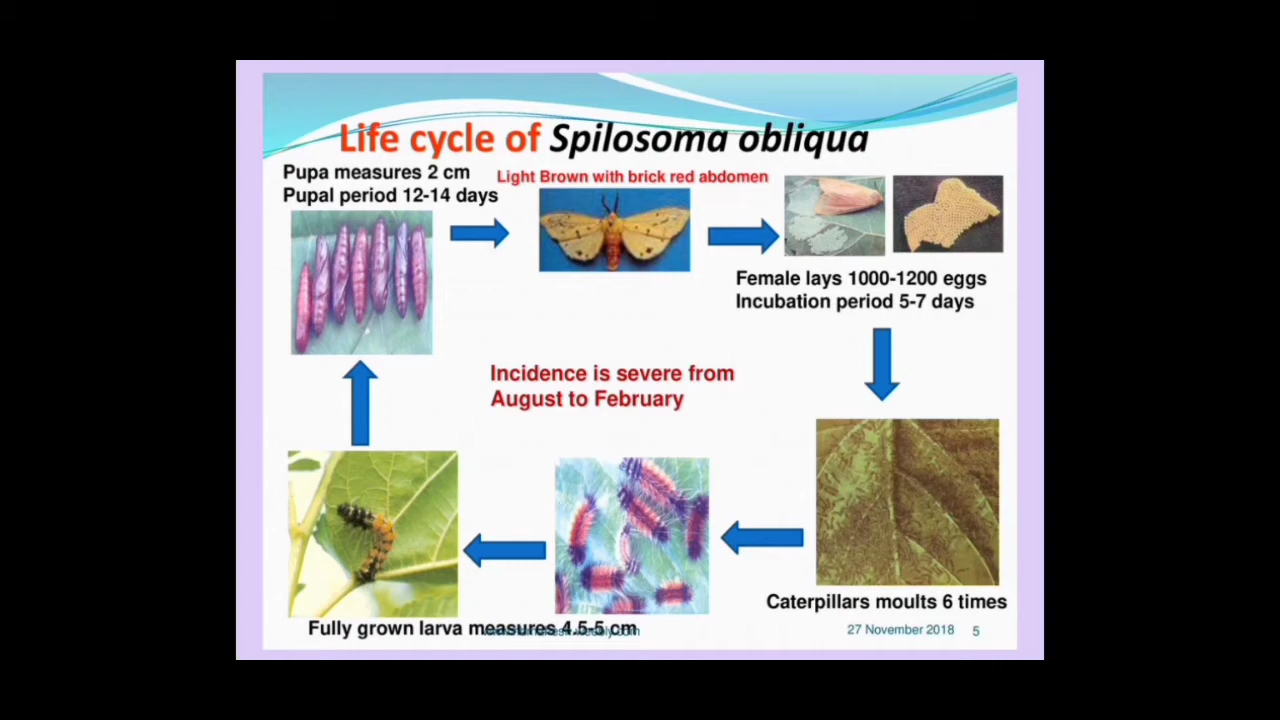 Life cycle of Spilosoma obliqua
Pupa measures 2 cm
Pupal period 12-14 days
Light Brown with brick red abdomen
Female lays 1000-1200 eggs
Incubation period 5-7 days
Incidence is severe from
August to February
Caterpillars moults 6 times
Fully grown larva measures 4.5-5 cm
27 November 2018
5